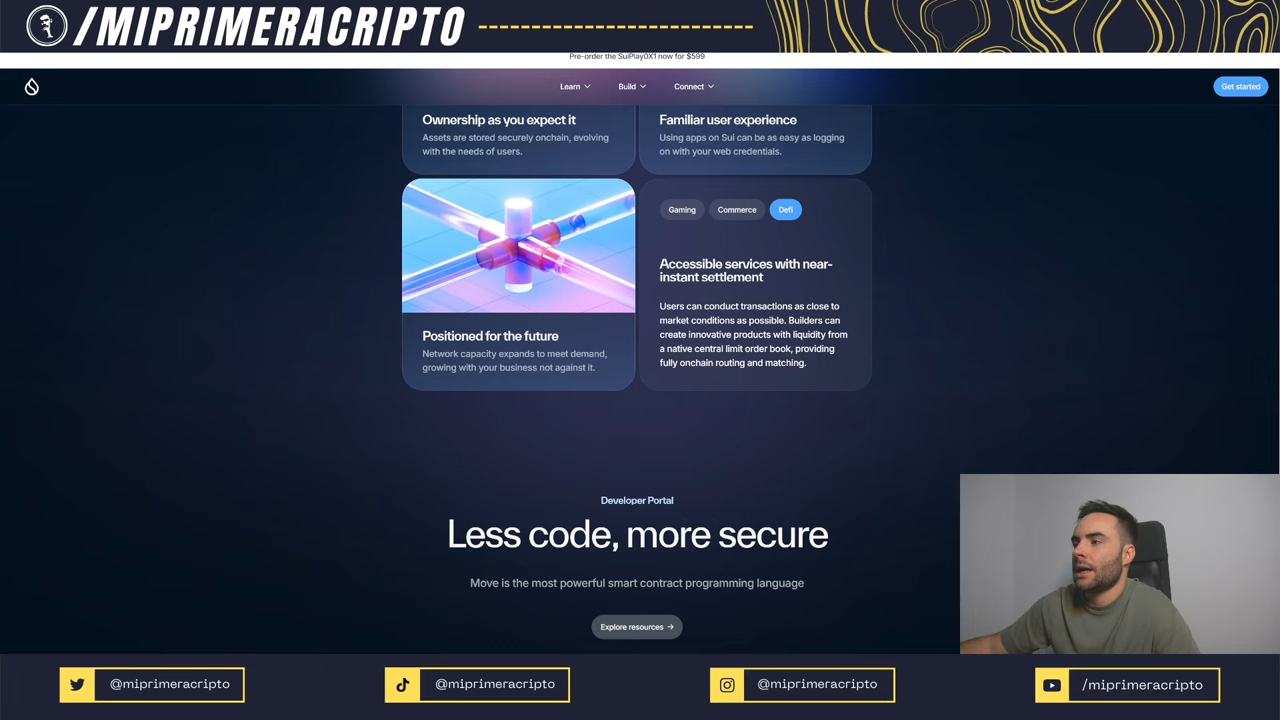 /MIPRIMERACRIPTO
Pre-order the SuiPlay0X1 now for $599
Learn
Build
Connect
Get started
Ownership as you expect it
Assets are stored securely onchain, evolving
with the needs of users.
Familiar user experience
Using apps on Sui can be as easy as logging
on with your web credentials.
Positioned for the future
Network capacity expands to meet demand,
growing with your business not against it.
Gaming
Commerce
Defi
Accessible services with near-
instant settlement
Users can conduct transactions as close to
market conditions as possible. Builders can
create innovative products with liquidity from
a native central limit order book, providing
fully onchain routing and matching.
Developer Portal
Less code, more secure
Move is the most powerful smart contract programming language
Explore resources →
@miprimeracripto
@miprimeracripto
@miprimeracripto
/miprimeracripto